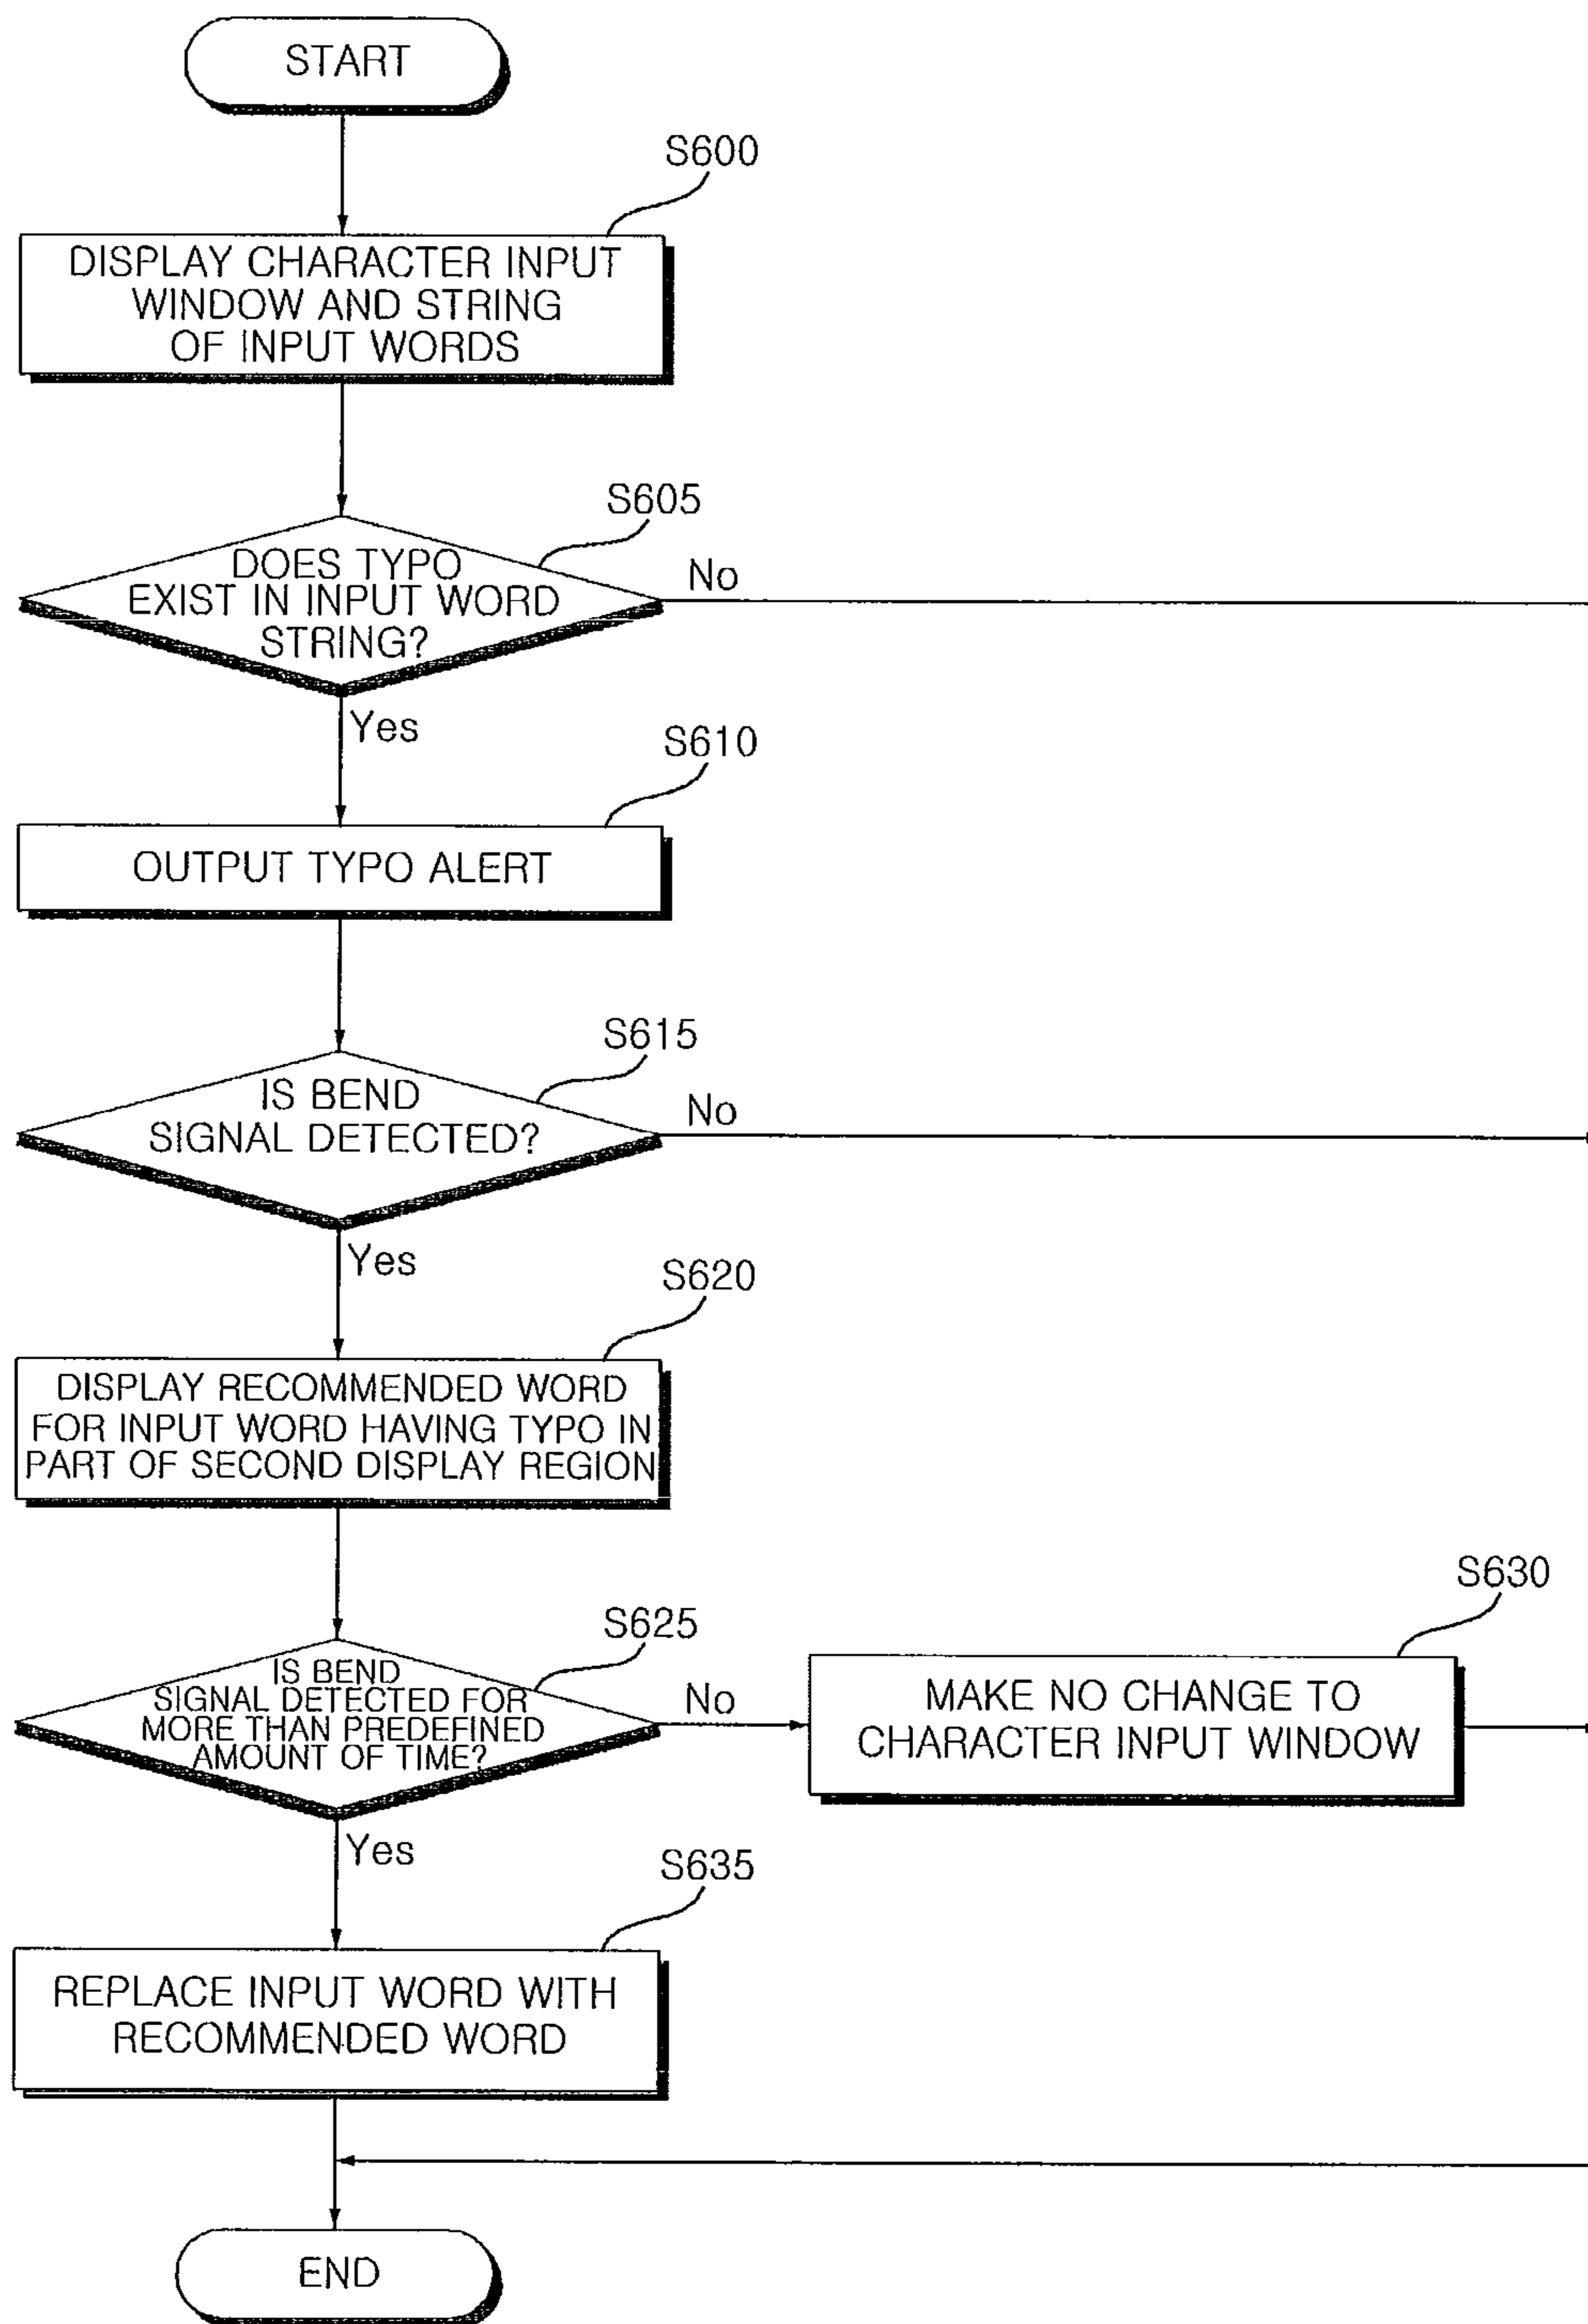 START
S600
DISPLAY CHARACTER INPUT
WINDOW AND STRING
OF INPUT WORDS
S605
DOES TYPO
EXIST IN INPUT WORD
STRING?
No
Yes
S610
OUTPUT TYPO ALERT
S615
IS BEND
SIGNAL DETECTED?
No
Yes
S620
DISPLAY RECOMMENDED WORD
FOR INPUT WORD HAVING TYPO IN
PART OF SECOND DISPLAY REGION
S625
IS BEND
SIGNAL DETECTED FOR
MORE THAN PREDEFINED
AMOUNT OF TIME?
No
S630
MAKE NO CHANGE TO
CHARACTER INPUT WINDOW
Yes
S635
REPLACE INPUT WORD WITH
RECOMMENDED WORD
END